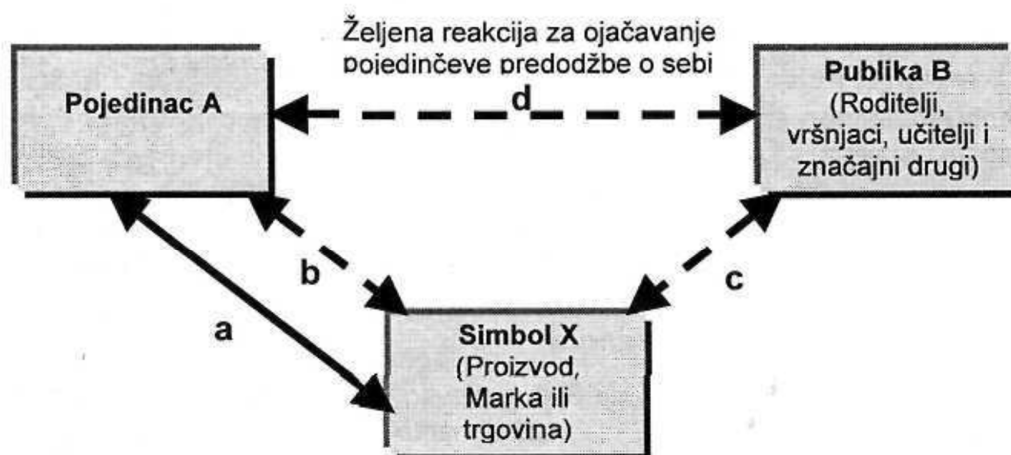 Željena reakcija za ojačavanje
pojedinčeve predodžbe o sebi
Pojedinac A
d
Publika B
(Roditelji,
vršnjaci, učitelji i
značajni drugi)
b
c
a
Simbol X
(Proizvod,
Marka ili
trgovina)